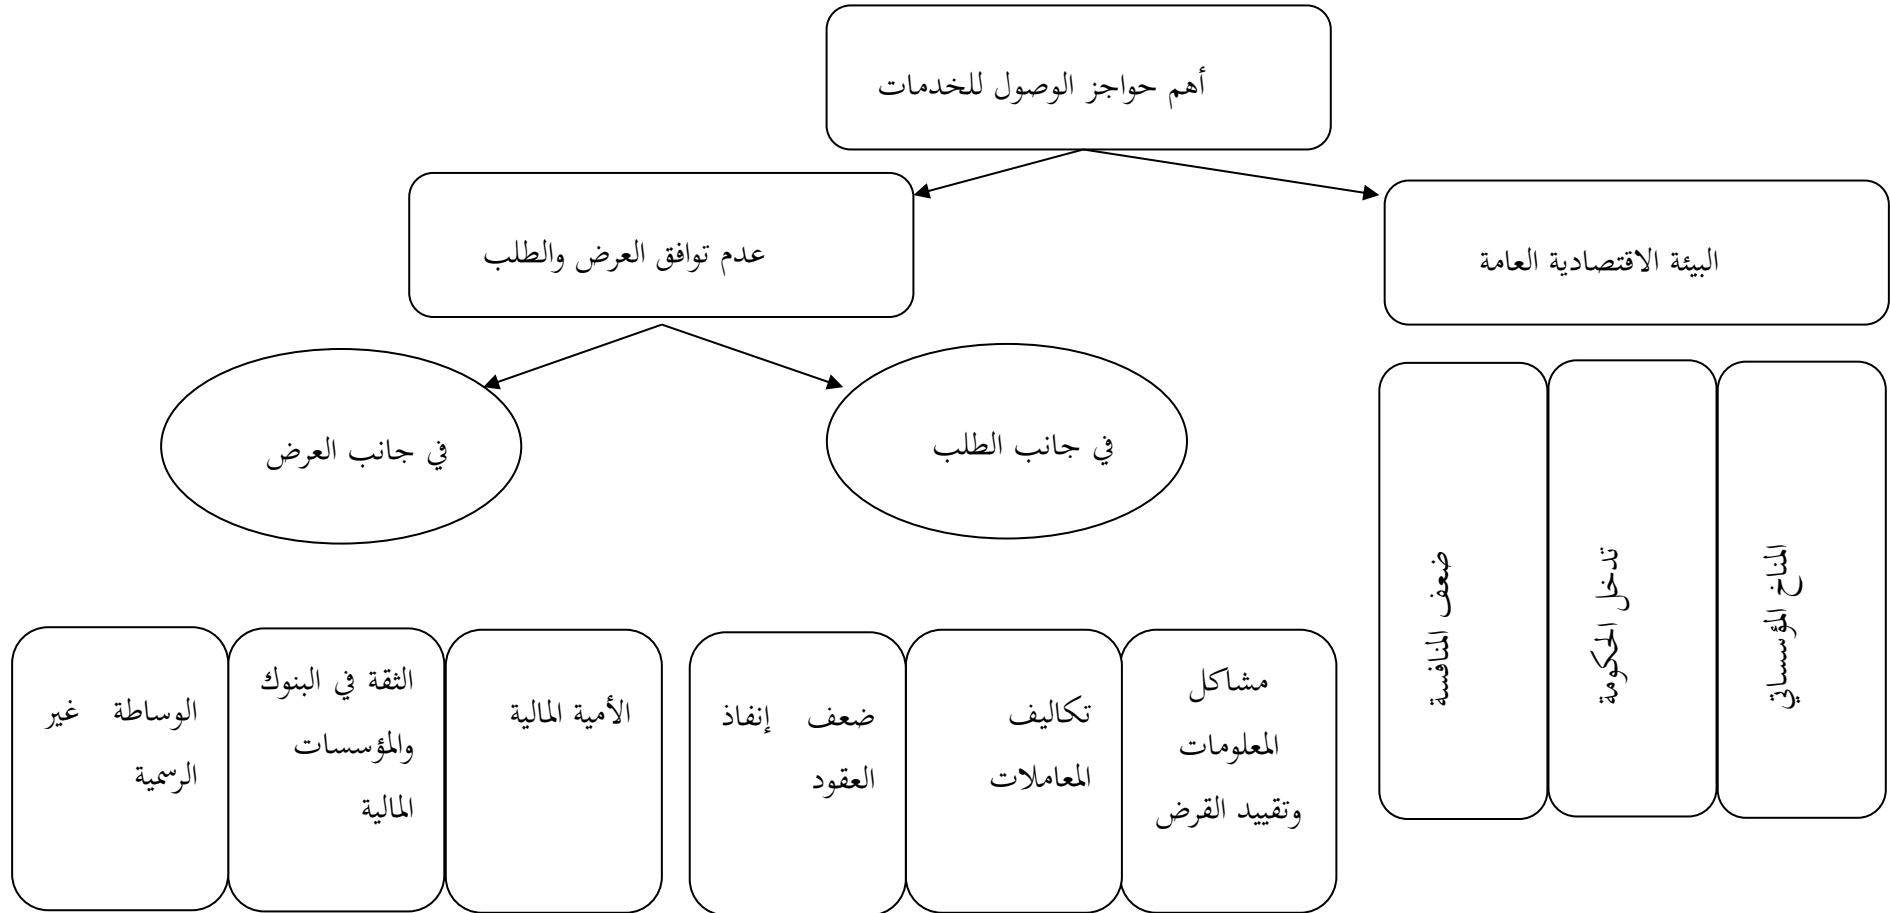 أهم حواجز الوصول للخدمات
البيئة الاقتصادية العامة
عدم توافق العرض والطلب
المناخ المؤسساتي
تدخل الحكومة
ضعف المنافسة
في جانب الطلب
في جانب العرض
مشاكل
المعلومات
وتقييد القرض
تكاليف
المعاملات
ضعف إنفاذ
العقود
الأمية المالية
الثقة في البنوك
والمؤسسات
المالية
الوساطة غير
الرسمية